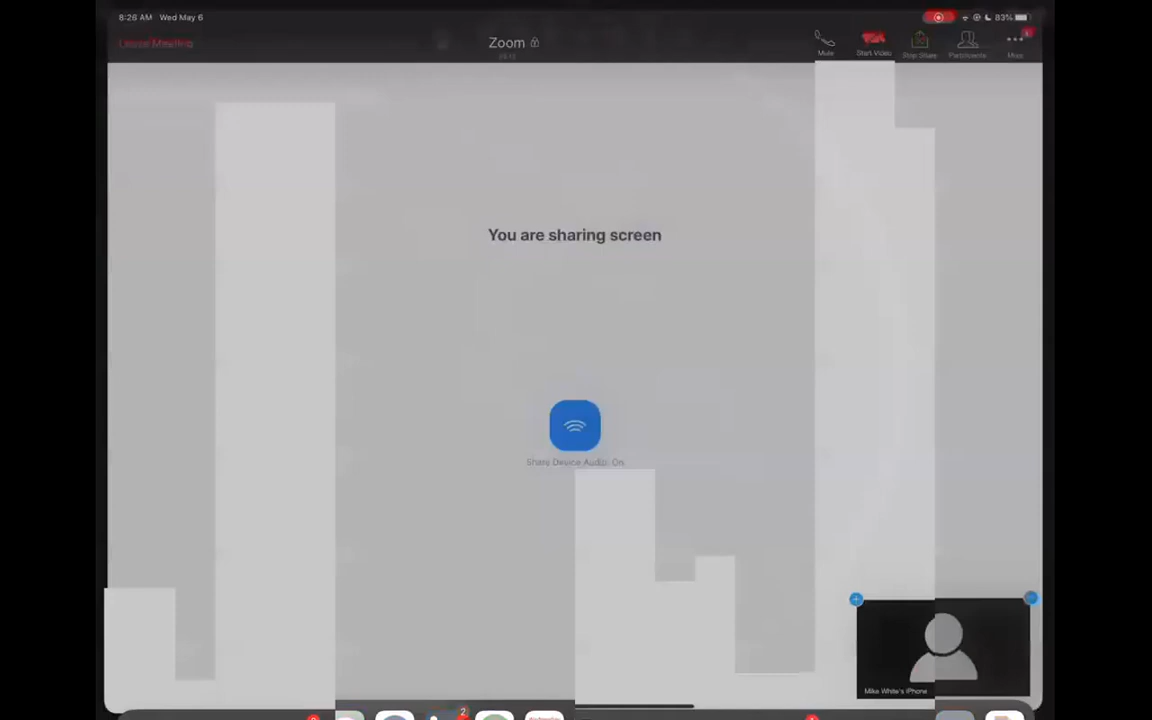 8:26 AM Wed May 6
83%
Leave Meeting
Zoom
Mute
Start Video
Stop Share
Participants
More
You are sharing screen
Share Device Audio: On
Mike White's iPhone
2